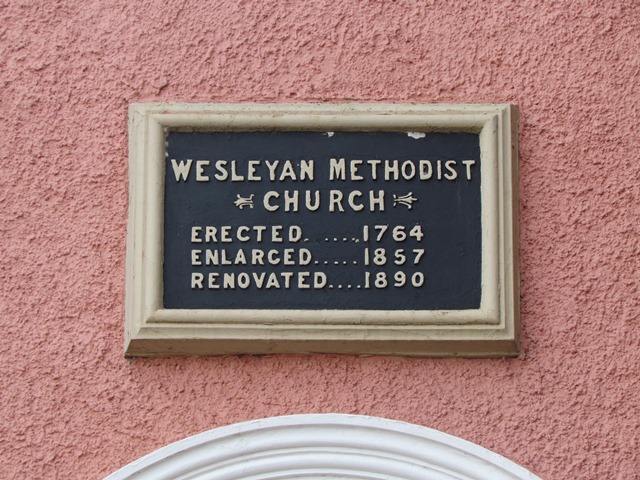 WESLEYAN METHODIST
CHURCH
ERECTED......1764
ENLARGED.....1857
RENOVATED....1890